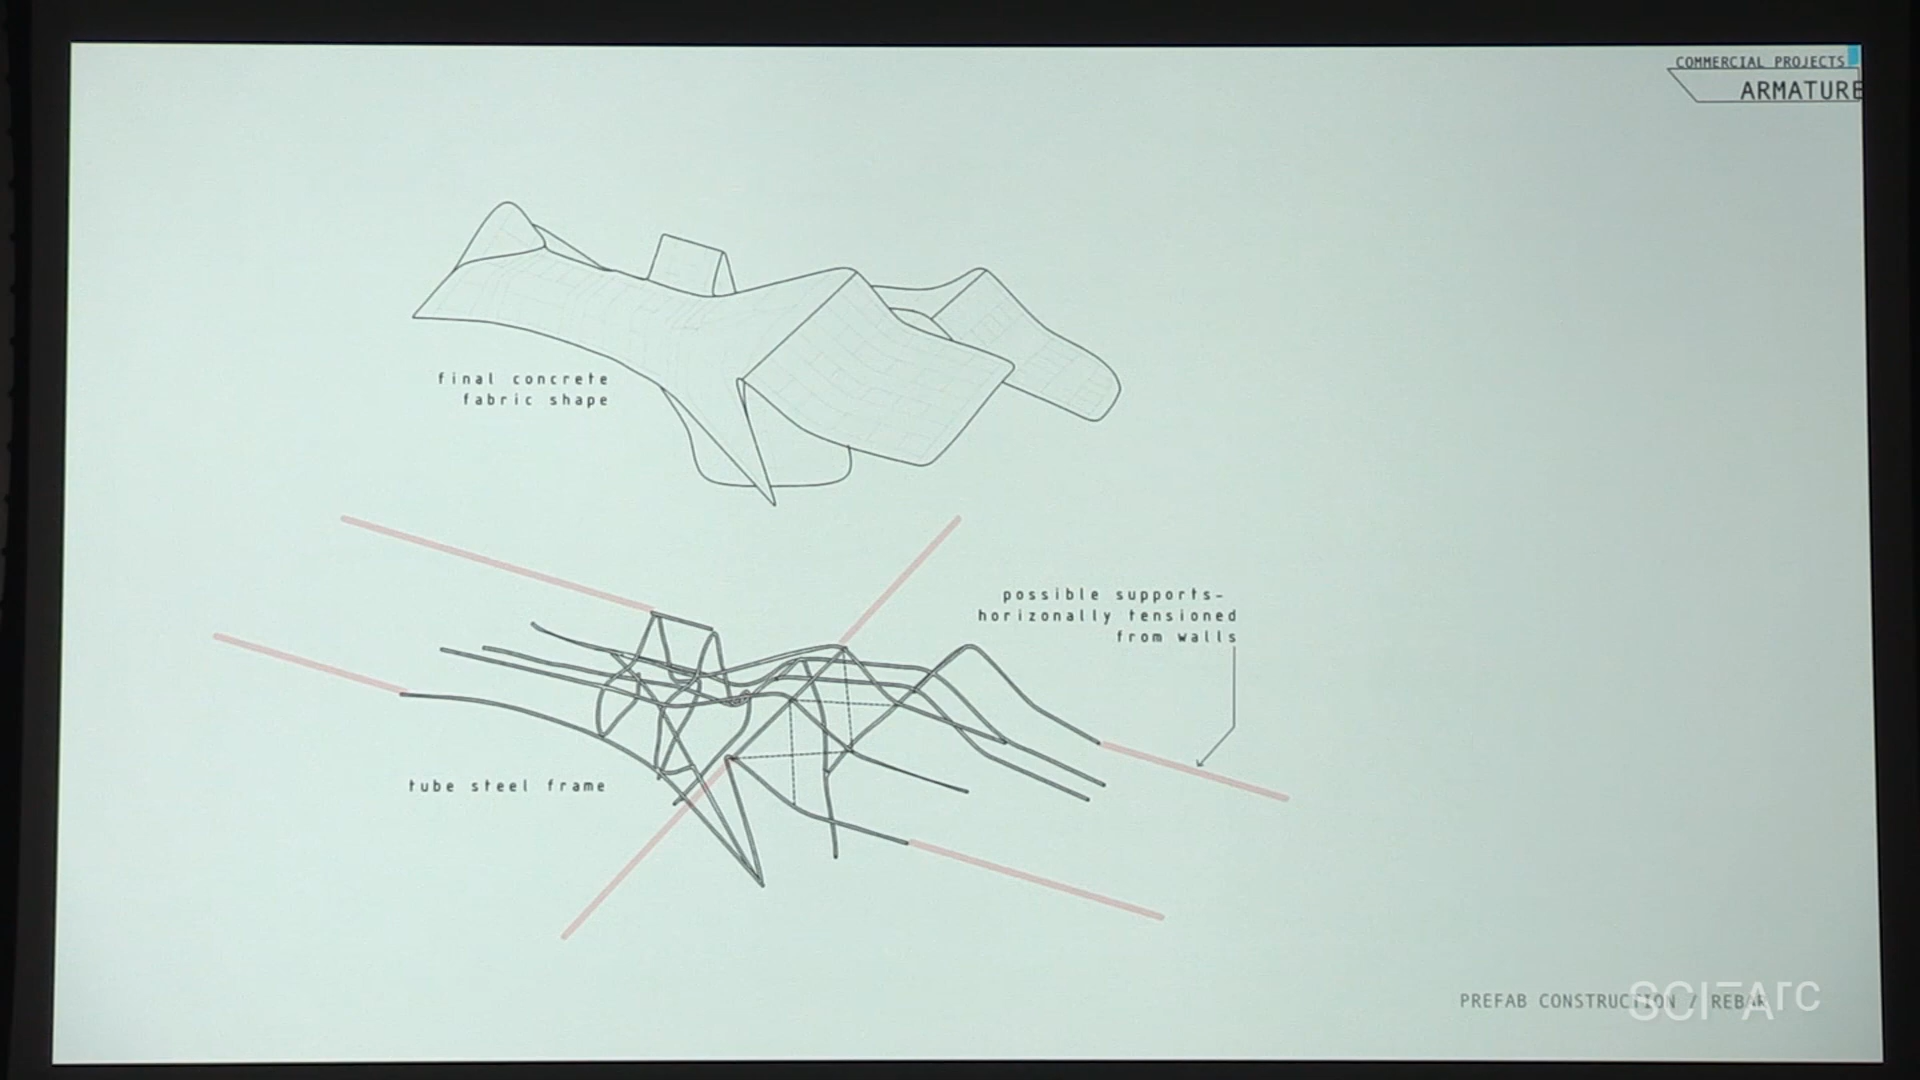 COMMERCIAL PROJECTS
ARMATURE
final concrete
fabric shape
possible supports-
horizonally tensioned
from walls
tube steel frame
PREFAB CONSTRUCTION / REBAR
SCI-Arc